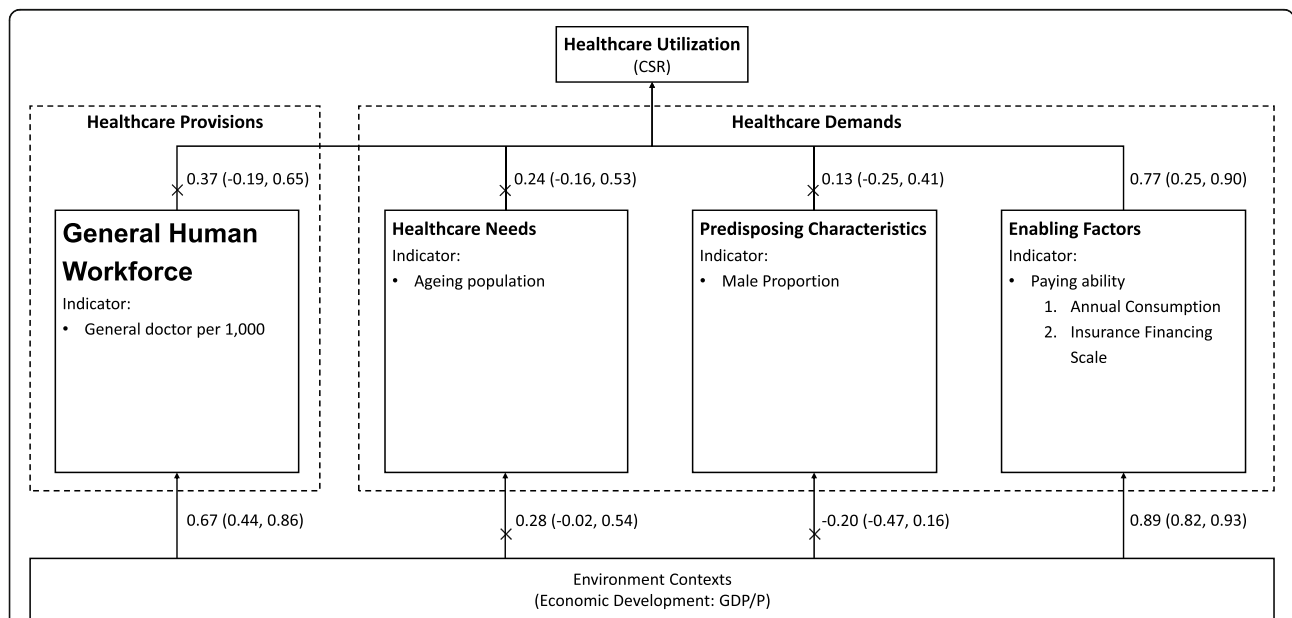 Healthcare Utilization
(CSR)
Healthcare Provisions
Healthcare Demands
0.37 (-0.19, 0.65)
0.24 (-0.16, 0.53)
0.13 (-0.25, 0.41)
0.77 (0.25, 0.90)
General Human
Workforce
Indicator:
• General doctor per 1,000
Healthcare Needs
Indicator:
• Ageing population
Predisposing Characteristics
Indicator:
• Male Proportion
Enabling Factors
Indicator:
• Paying ability
1. Annual Consumption
2. Insurance Financing
Scale
0.67 (0.44, 0.86)
0.28 (-0.02, 0.54)
-0.20 (-0.47, 0.16)
0.89 (0.82, 0.93)
Environment Contexts
(Economic Development: GDP/P)